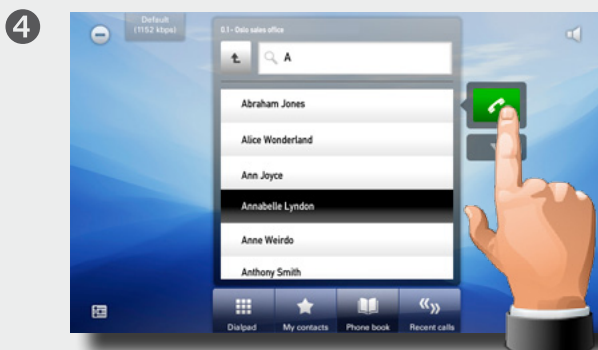 4
Default
(1152 kbps)
0.1 - Oslo sales office
A
Abraham Jones
Alice Wonderland
Ann Joyce
Annabelle Lyndon
Anne Weirdo
Anthony Smith
Dialpad
My contacts
Phone book
Recent calls